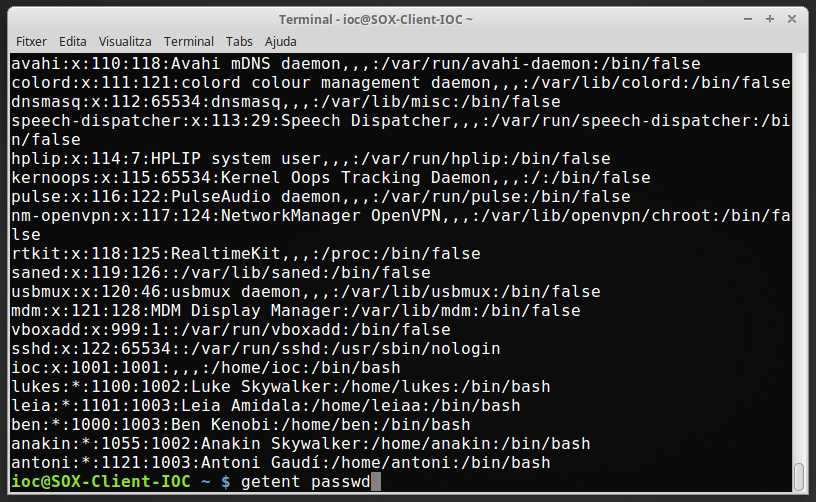 Terminal - ioc@SOX-Client-IOC ~
Fitxer Edita Visualitza Terminal Tabs Ajuda
avahi:x:110:118:Avahi mDNS daemon,,,:/var/run/avahi-daemon:/bin/false
colord:x:111:121:colord colour management daemon,,,:/var/lib/colord:/bin/false
dnsmasq:x:112:65534:dnsmasq,,,:/var/lib/misc:/bin/false
speech-dispatcher:x:113:29:Speech Dispatcher,,,:/var/run/speech-dispatcher:/bi
n/false
hplip:x:114:7:HPLIP system user,,,:/var/run/hplip:/bin/false
kernoops:x:115:65534:Kernel Oops Tracking Daemon,,,:/:/bin/false
pulse:x:116:122:PulseAudio daemon,,,:/var/run/pulse:/bin/false
nm-openvpn:x:117:124:NetworkManager OpenVPN,,,:/var/lib/openvpn/chroot:/bin/fa
lse
rtkit:x:118:125:RealtimeKit,,,:/proc:/bin/false
saned:x:119:126::/var/lib/saned:/bin/false
usbmux:x:120:46:usbmux daemon,,,:/var/lib/usbmux:/bin/false
mdm:x:121:128:MDM Display Manager:/var/lib/mdm:/bin/false
vboxadd:x:999:1::/var/run/vboxadd:/bin/false
sshd:x:122:65534::/var/run/sshd:/usr/sbin/nologin
ioc:x:1001:1001:,,,:/home/ioc:/bin/bash
lukes:*:1100:1002:Luke Skywalker:/home/lukes:/bin/bash
leia:*:1101:1003:Leia Amidala:/home/leiaa:/bin/bash
ben:*:1000:1003:Ben Kenobi:/home/ben:/bin/bash
anakin:*:1055:1002:Anakin Skywalker:/home/anakin:/bin/bash
antoni:*:1121:1003:Antoni Gaudí:/home/antoni:/bin/bash
ioc@SOX-Client-IOC ~ $ getent passwd